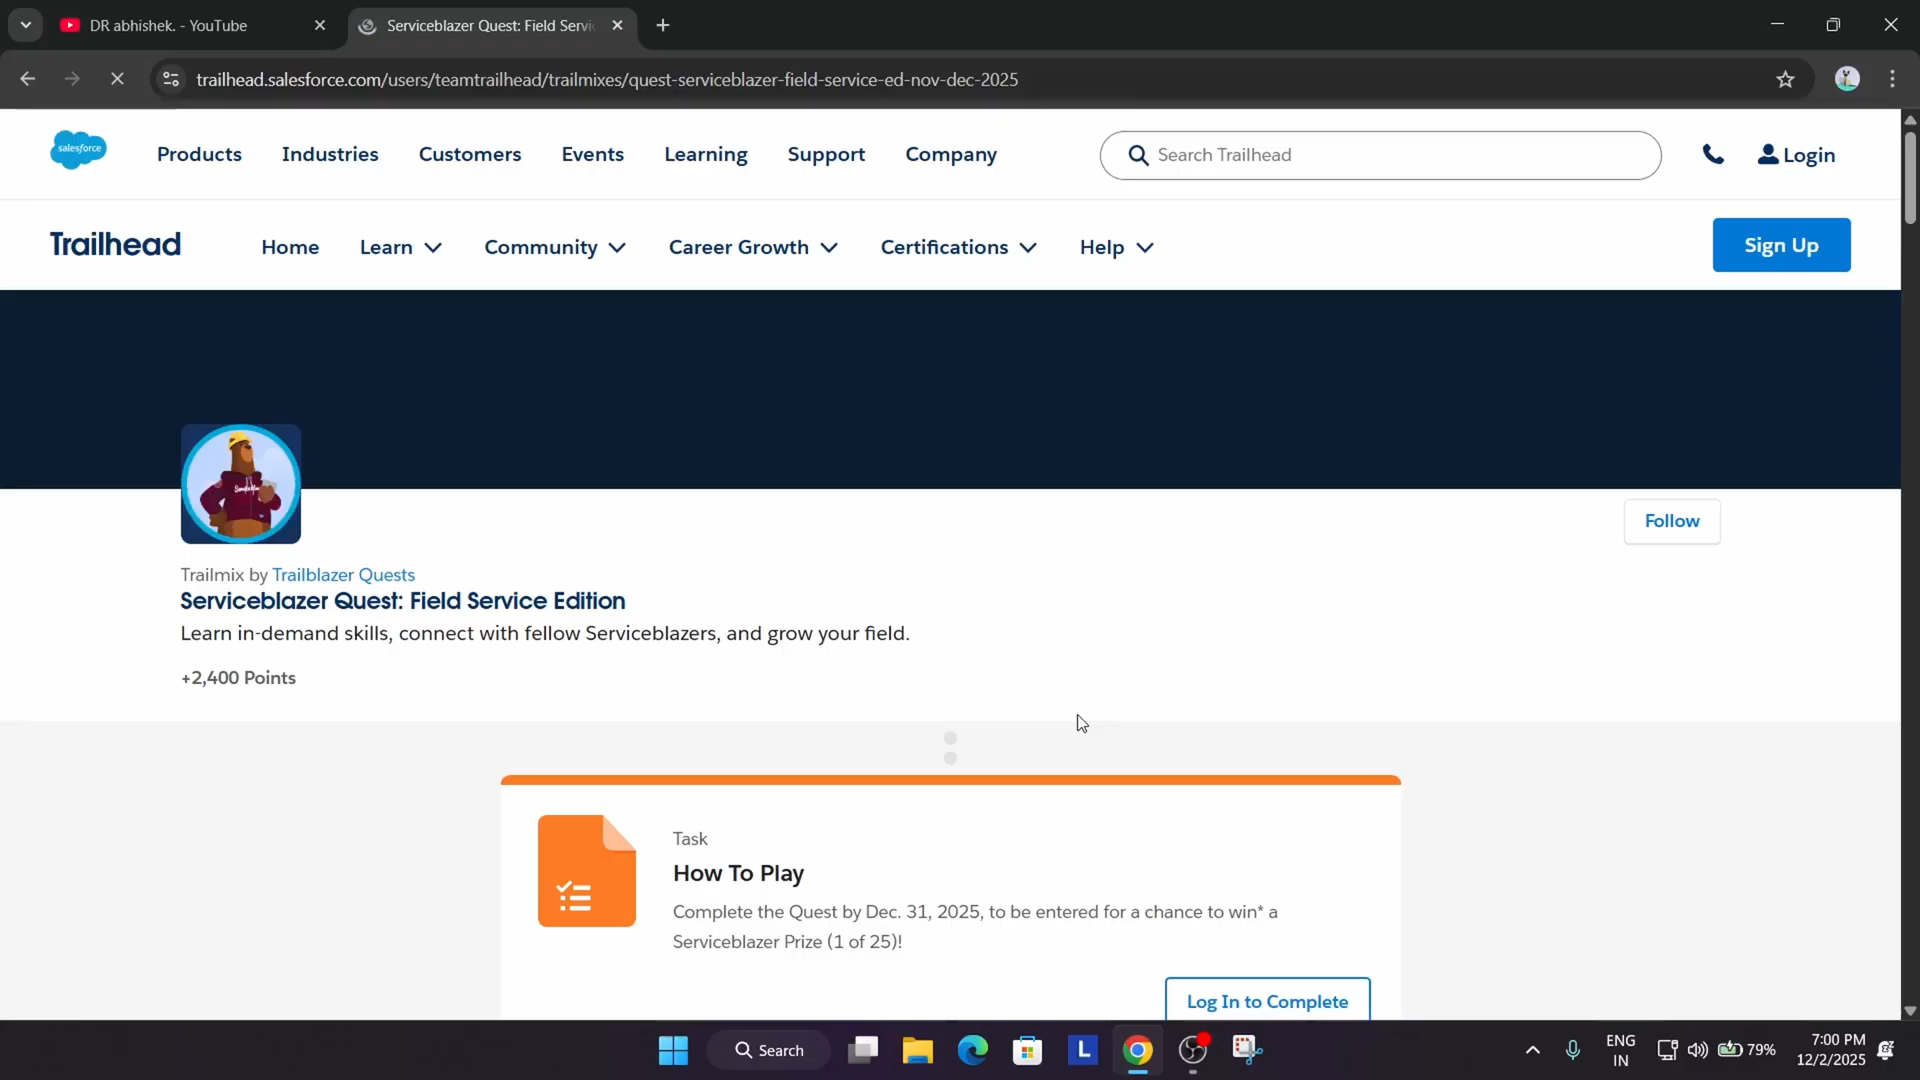 DR abhishek. - YouTube
Serviceblazer Quest: Field Servi
trailhead.salesforce.com/users/teamtrailhead/trailmixes/quest-serviceblazer-field-service-ed-nov-dec-2025
salesforce
Products Industries Customers Events Learning Support Company
Search Trailhead
Login
Trailhead
Home Learn Community Career Growth Certifications Help
Sign Up
Follow
Trailmix by Trailblazer Quests
Serviceblazer Quest: Field Service Edition
Learn in-demand skills, connect with fellow Serviceblazers, and grow your field.
+2,400 Points
Task
How To Play
Complete the Quest by Dec. 31, 2025, to be entered for a chance to win* a
Serviceblazer Prize (1 of 25)!
Log In to Complete
Search
L
ENG
IN
79%
7:00 PM
12/2/2025